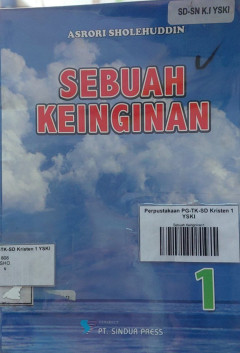 SD-SN K.I YSKI
ASRORI SHOLEHUDDIN
SEBUAH
KEINGINAN
Perpustakaan PG-TK-SD Kristen 1
YSKI
TK-SD Kristen 1 YSKI
SHO
s
1
PT. SINDUR PRESS